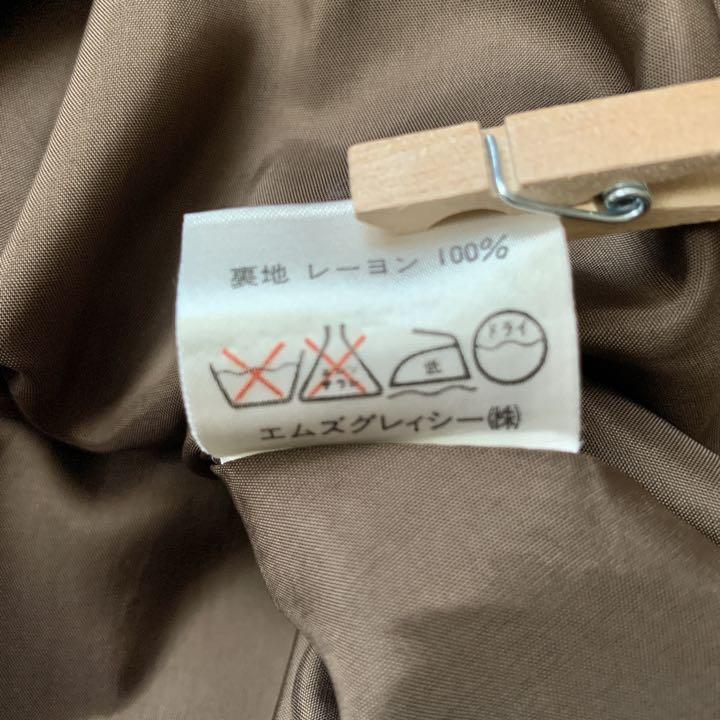 裏地 レーヨン 100%
低 ドライ
エムズグレィシー㈱